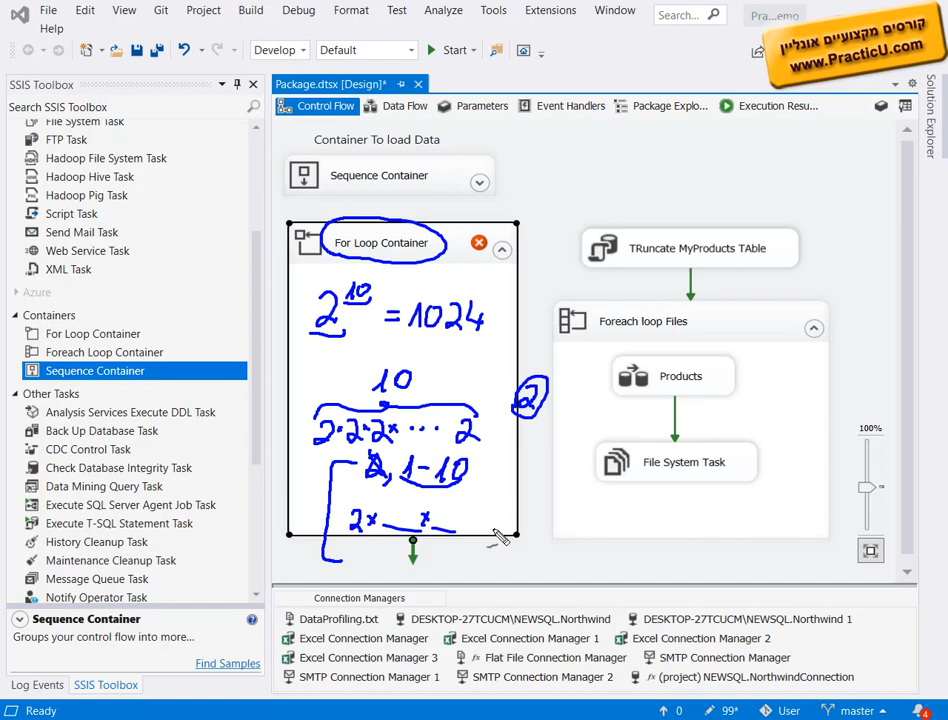 File Edit View Git Project Build Debug Format Test Analyze Tools Extensions Window Search... Pra...emo
Help
Develop Default Start
קורסים מקצועיים אונליין
www.PracticU.com
SSIS Toolbox
Search SSIS Toolbox
File System Task
FTP Task
Hadoop File System Task
Hadoop Hive Task
Hadoop Pig Task
Script Task
Send Mail Task
Web Service Task
XML Task
Azure
Containers
For Loop Container
Foreach Loop Container
Sequence Container
Other Tasks
Analysis Services Execute DDL Task
Back Up Database Task
CDC Control Task
Check Database Integrity Task
Data Mining Query Task
Execute SQL Server Agent Job Task
Execute T-SQL Statement Task
History Cleanup Task
Maintenance Cleanup Task
Message Queue Task
Notify Operator Task
Sequence Container
Groups your control flow into more...
Find Samples
Log Events SSIS Toolbox
Package.dtsx [Design]*
Control Flow Data Flow Parameters Event Handlers Package Explo... Execution Resu...
Container To load Data
Sequence Container
For Loop Container
2^10 = 1024
10
2·2·2× ... 2
2, 1-10
2× __ × __
2
TRuncate MyProducts TAble
Foreach loop Files
Products
File System Task
100%
Solution Explorer
Connection Managers
DataProfiling.txt DESKTOP-27TCUCM\NEWSQL.Northwind DESKTOP-27TCUCM\NEWSQL.Northwind 1
Excel Connection Manager Excel Connection Manager 1 Excel Connection Manager 2
Excel Connection Manager 3 Flat File Connection Manager SMTP Connection Manager
SMTP Connection Manager 1 SMTP Connection Manager 2 (project) NEWSQL.NorthwindConnection
Ready 0 99* User master 4